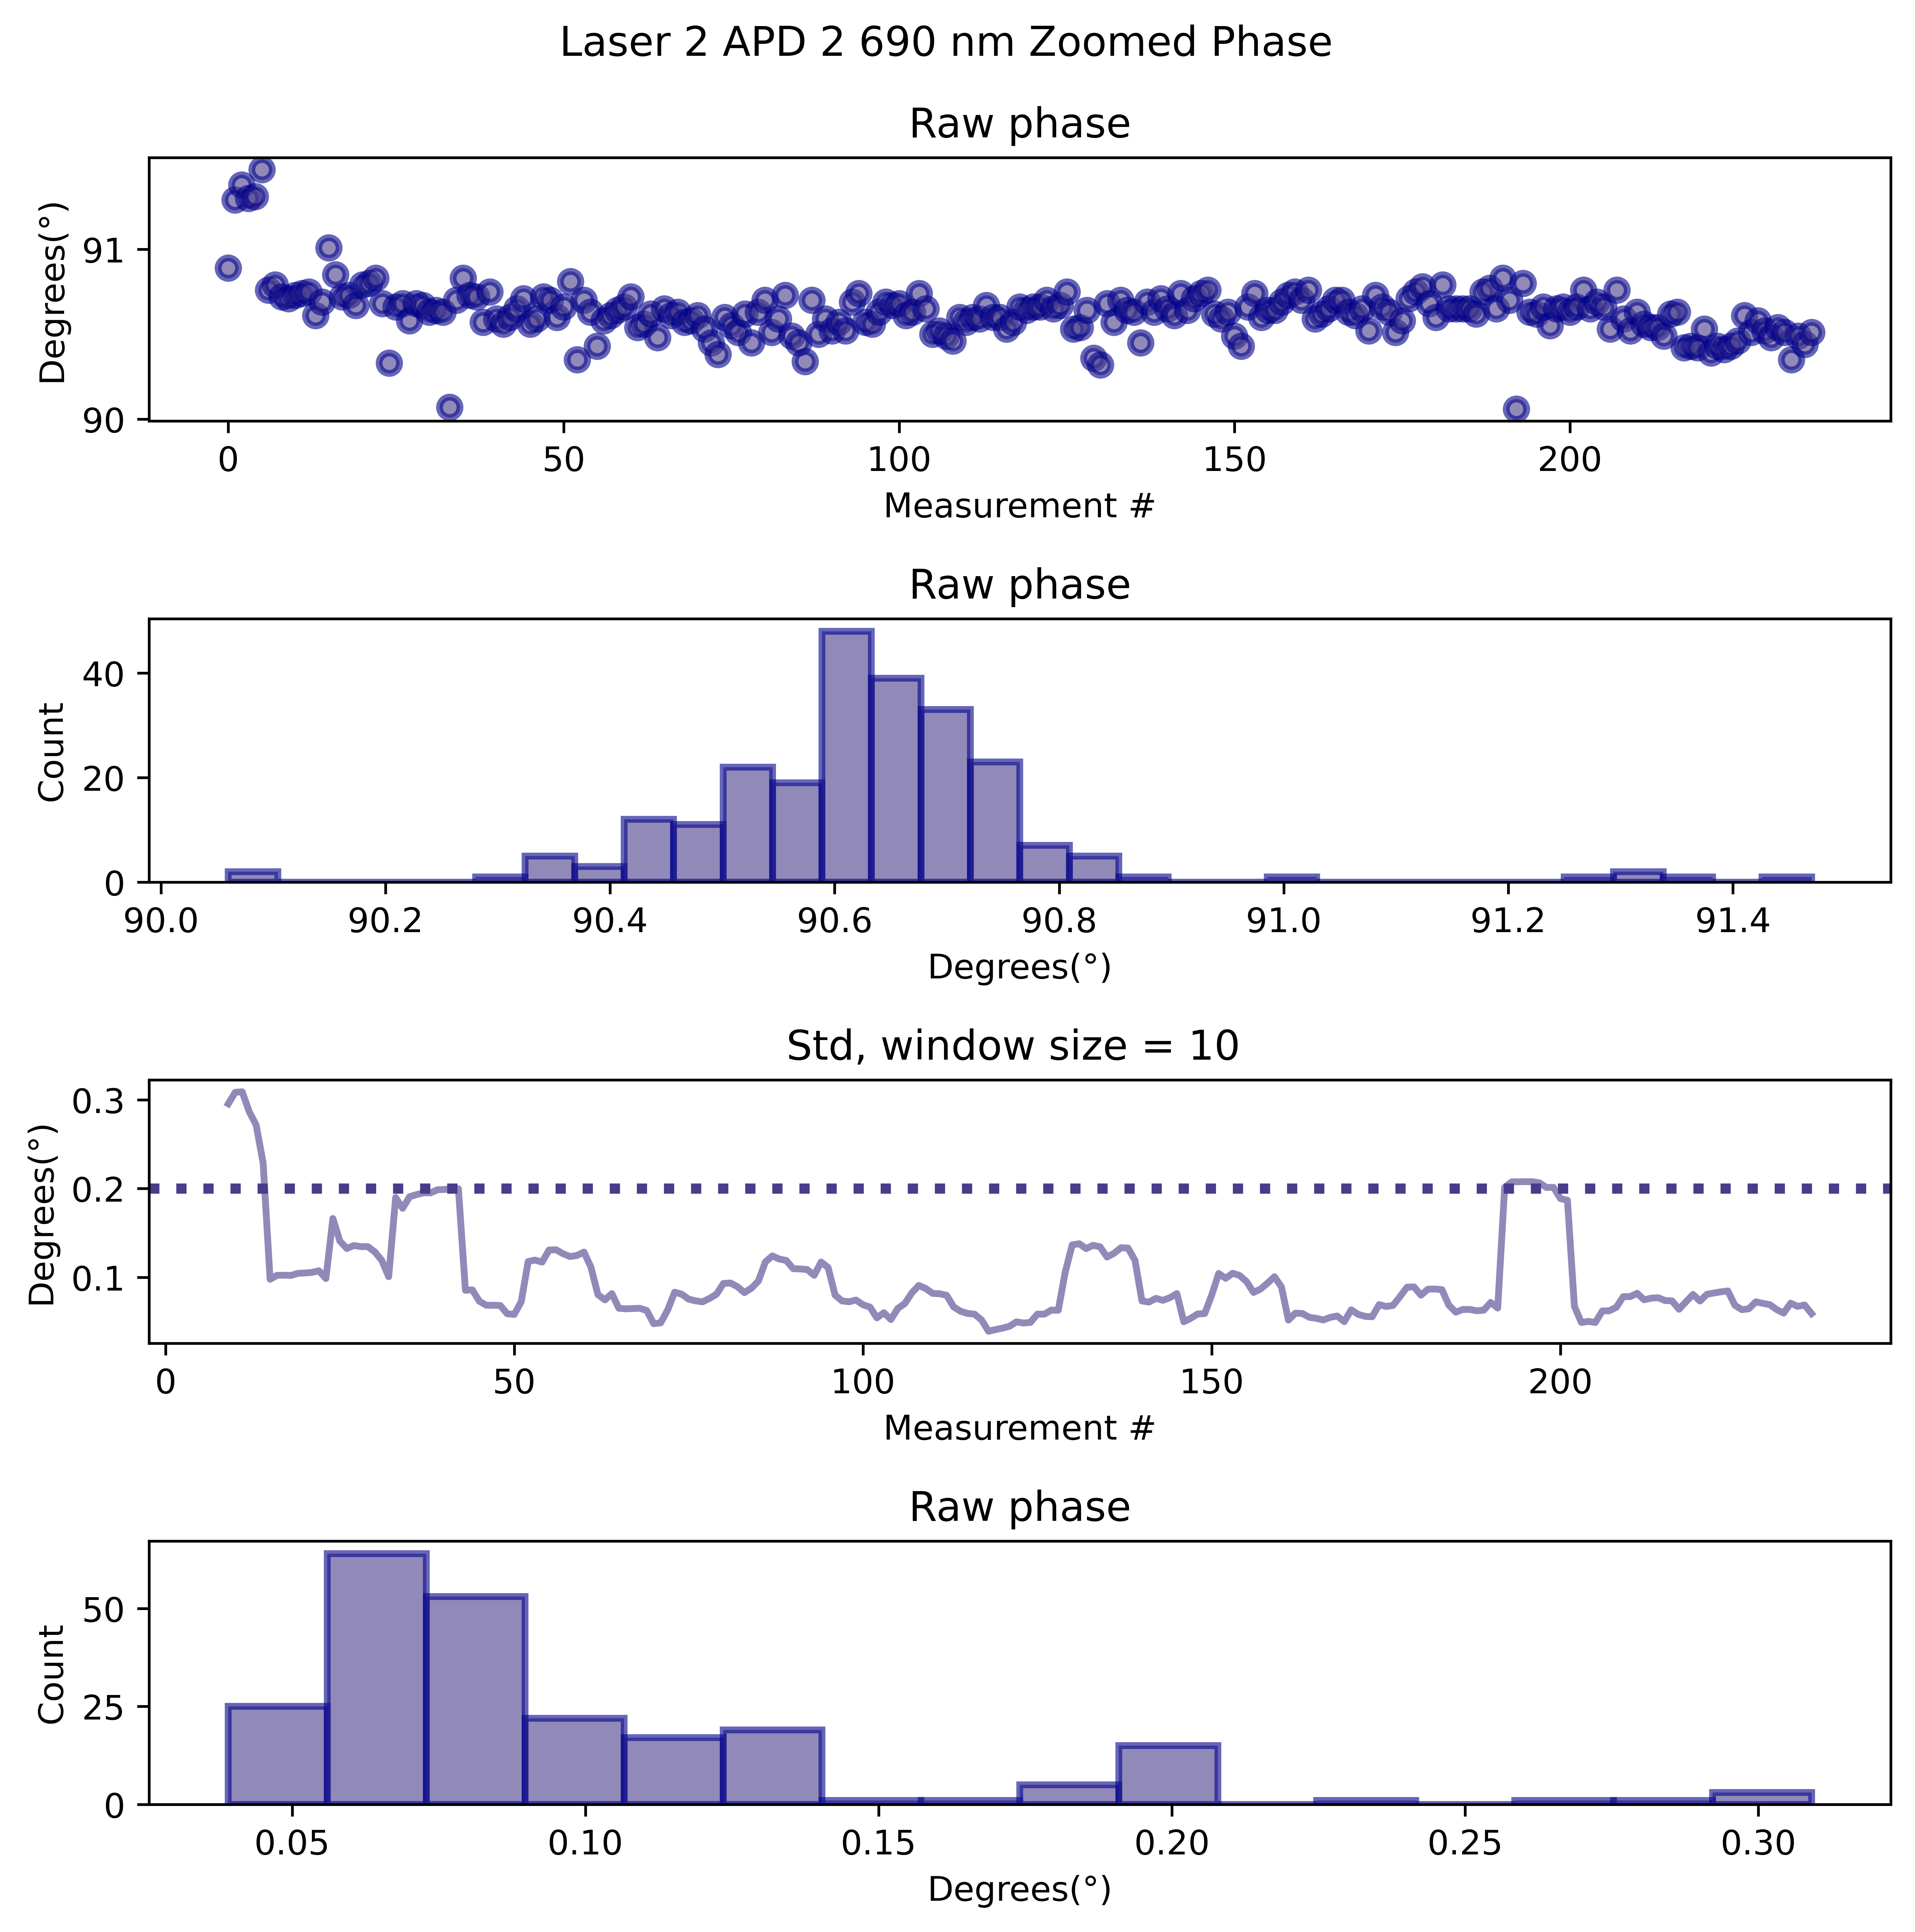 Laser 2 APD 2 690 nm Zoomed Phase
Raw phase
Degrees(°)
91
90
0 50 100 150 200
Measurement #
Raw phase
Count
40
20
0
90.0 90.2 90.4 90.6 90.8 91.0 91.2 91.4
Degrees(°)
Std, window size = 10
Degrees(°)
0.3
0.2
0.1
0 50 100 150 200
Measurement #
Raw phase
Count
50
25
0
0.05 0.10 0.15 0.20 0.25 0.30
Degrees(°)